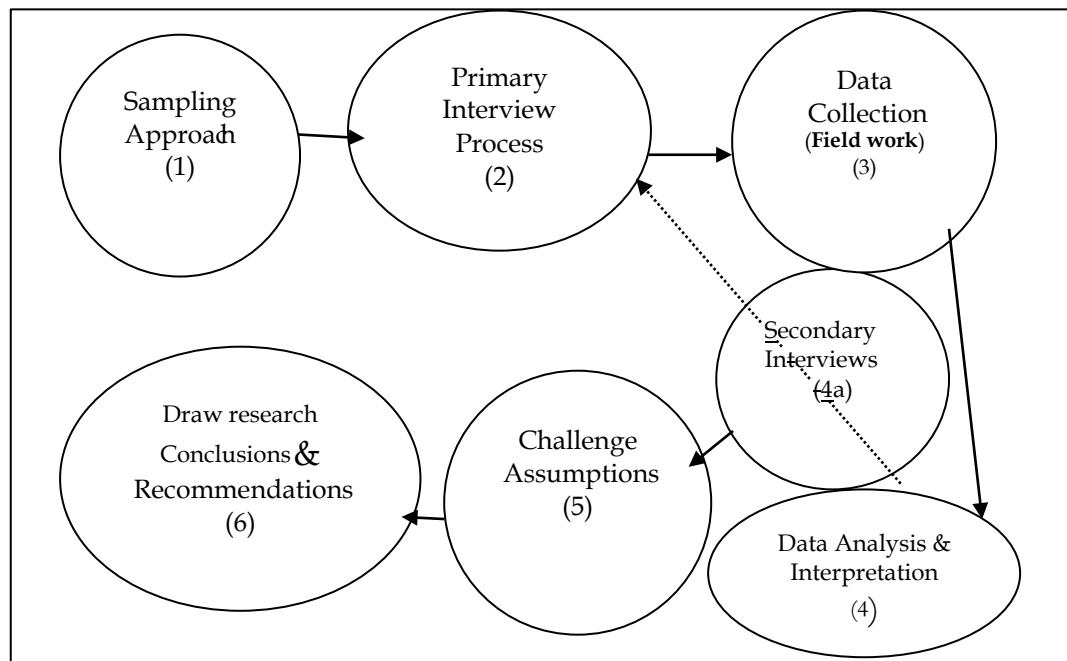 Sampling
Approach
(1)
Primary
Interview
Process
(2)
Data
Collection
(Field work)
(3)
Secondary
Interviews
(4a)
Draw research
Conclusions &
Recommendations
(6)
Challenge
Assumptions
(5)
Data Analysis &
Interpretation
(4)